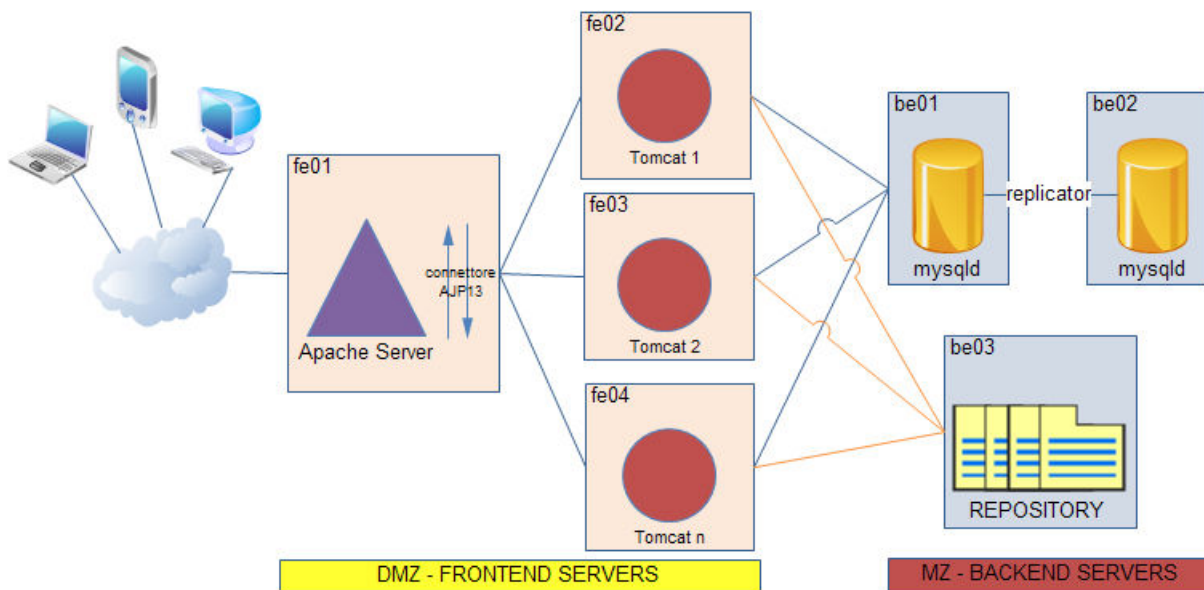 fe01
connettore
AJP13
Apache Server
fe02
Tomcat 1
fe03
Tomcat 2
fe04
Tomcat n
be01
mysqld
replicator
be02
mysqld
be03
REPOSITORY
DMZ - FRONTEND SERVERS
MZ - BACKEND SERVERS